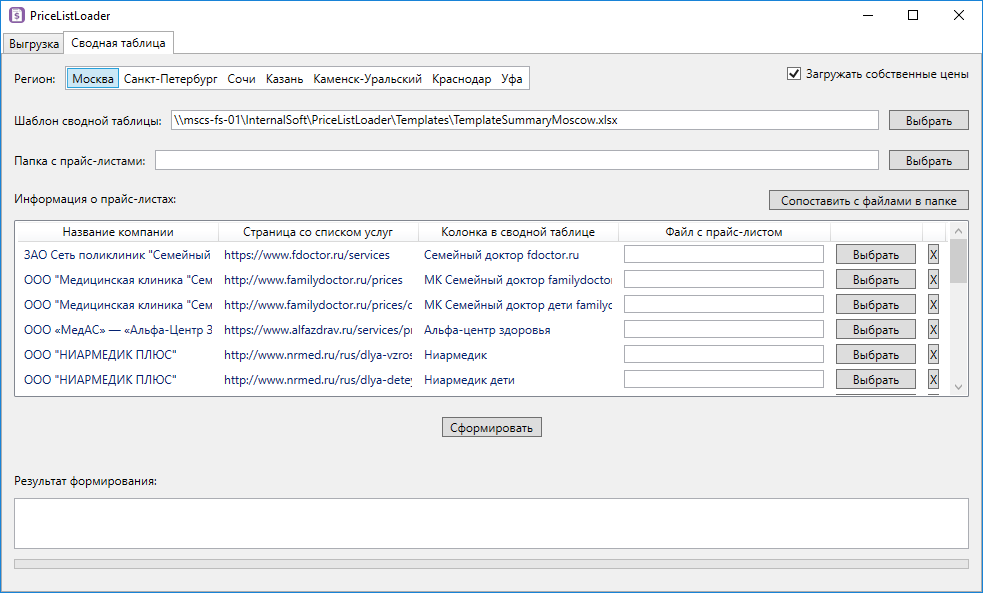 PriceListLoader
Выгрузка Сводная таблица
Регион: Москва Санкт-Петербург Сочи Казань Каменск-Уральский Краснодар Уфа Загружать собственные цены
Шаблон сводной таблицы: \\mscs-fs-01\InternalSoft\PriceListLoader\Templates\TemplateSummaryMoscow.xlsx Выбрать
Папка с прайс-листами: Выбрать
Информация о прайс-листах: Сопоставить с файлами в папке
Название компании Страница со списком услуг Колонка в сводной таблице Файл с прайс-листом
ЗАО Сеть поликлиник "Семейный https://www.fdoctor.ru/services Семейный доктор fdoctor.ru Выбрать X
ООО "Медицинская клиника "Сем http://www.familydoctor.ru/prices МК Семейный доктор familydoctor Выбрать X
ООО "Медицинская клиника "Сем http://www.familydoctor.ru/prices/c МК Семейный доктор дети familyc Выбрать X
ООО «МедАС» — «Альфа-Центр З https://www.alfazdrav.ru/services/pr Альфа-центр здоровья Выбрать X
ООО "НИАРМЕДИК ПЛЮС" http://www.nrmed.ru/rus/dlya-vzros Ниармедик Выбрать X
ООО "НИАРМЕДИК ПЛЮС" http://www.nrmed.ru/rus/dlya-detey Ниармедик дети Выбрать X
Сформировать
Результат формирования: